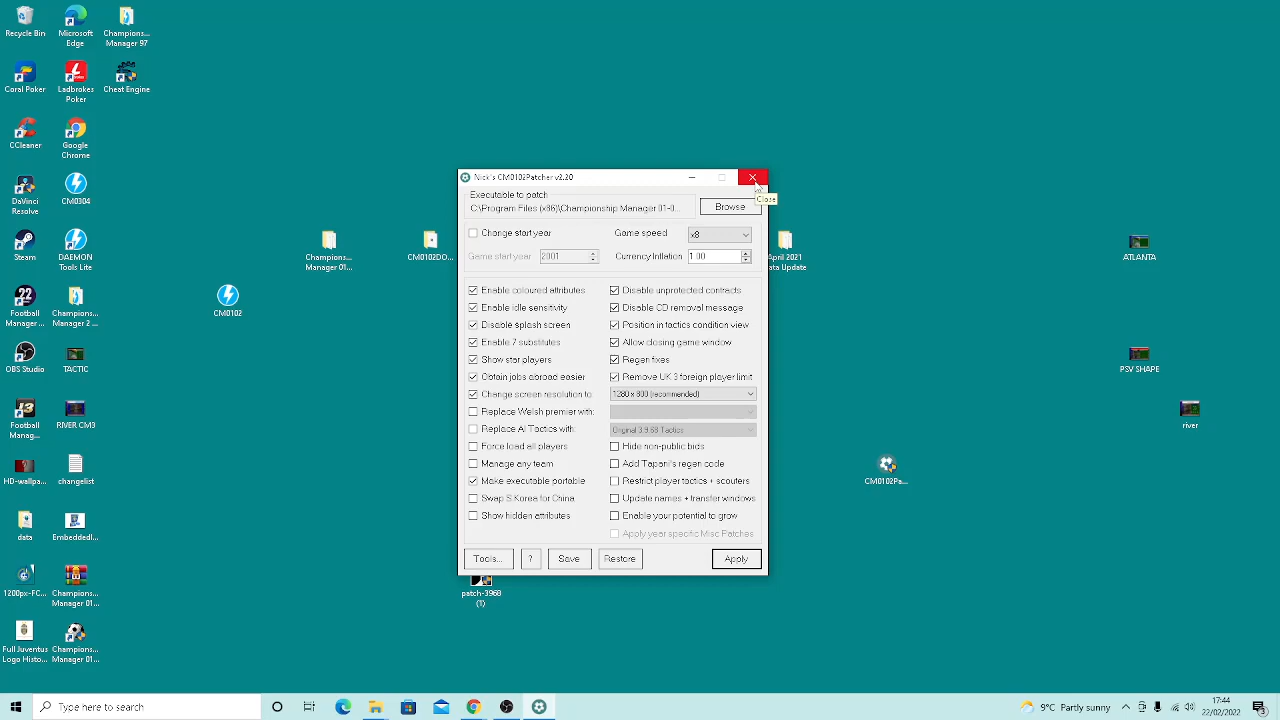 Recycle Bin
Microsoft
Edge
Champions...
Manager 97
Coral Poker
Ladbrokes
Poker
Cheat Engine
CCleaner
Google
Chrome
DaVinci
Resolve
CM0304
Steam
DAEMON
Tools Lite
Football
Manager ...
Champions...
Manager 2 ...
OBS Studio
TACTIC
Football
Manag...
RIVER CM3
HD-wallpa...
changelist
data
EmbeddedI...
1200px-FC...
Champions...
Manager 01...
Full Juventus
Logo Histo...
Champions...
Manager 01...
CM0102
Champions...
Manager 01...
CM0102DO...
Nick's CM0102Patcher v2.20
Close
Executable to patch
C:\Program Files (x86)\Championship Manager 01-0...
Browse
Change start year
Game speed
x8
Game start year
2001
Currency Inflation
1.00
Enable coloured attributes
Disable unprotected contracts
Enable idle sensitivity
Disable CD removal message
Disable splash screen
Position in tactics condition view
Enable 7 substitutes
Allow closing game window
Show star players
Regen fixes
Obtain jobs abroad easier
Remove UK 3 foreign player limit
Change screen resolution to:
1280 x 800 (recommended)
Replace Welsh premier with:
Replace AI Tactics with:
Original 3.9.68 Tactics
Force load all players
Hide non-public bids
Manage any team
Add Tapani's regen code
Make executable portable
Restrict player tactics + scouters
Swap S.Korea for China
Update names + transfer windows
Show hidden attributes
Enable your potential to grow
Apply year specific Misc Patches
Tools...
?
Save
Restore
Apply
patch-3968
(1)
April 2021
ata Update
CM0102Pa...
ATLANTA
PSV SHAPE
river
Type here to search
9°C Partly sunny
17:44
22/02/2022